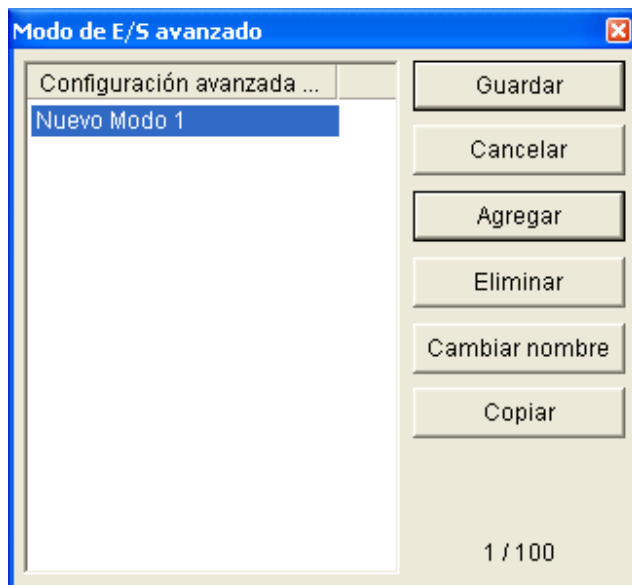 Modo de E/S avanzado
Configuración avanzada ...
Nuevo Modo 1
Guardar
Cancelar
Agregar
Eliminar
Cambiar nombre
Copiar
1 / 100